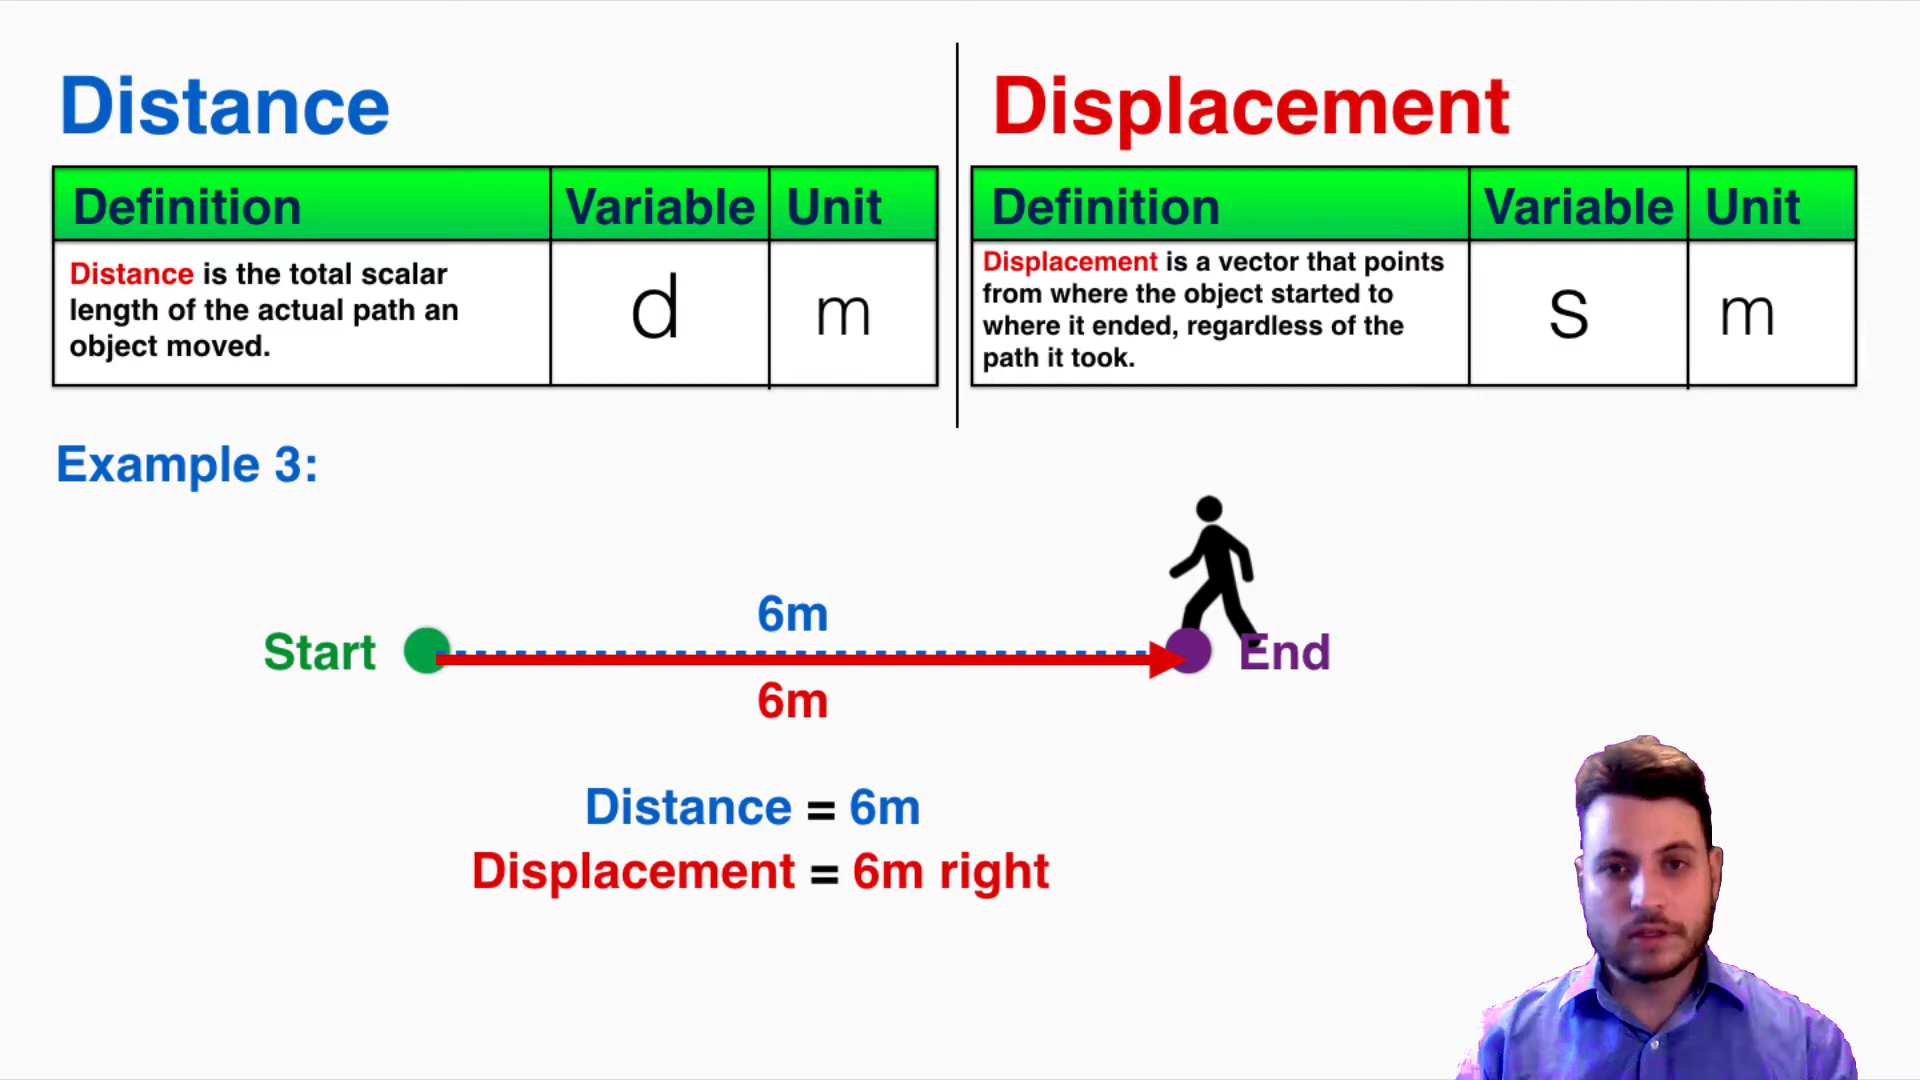 Distance
Definition Variable Unit
Distance is the total scalar
length of the actual path an
object moved.
d
m
Displacement
Definition Variable Unit
Displacement is a vector that points
from where the object started to
where it ended, regardless of the
path it took.
s
m
Example 3:
6m
Start
End
6m
Distance = 6m
Displacement = 6m right